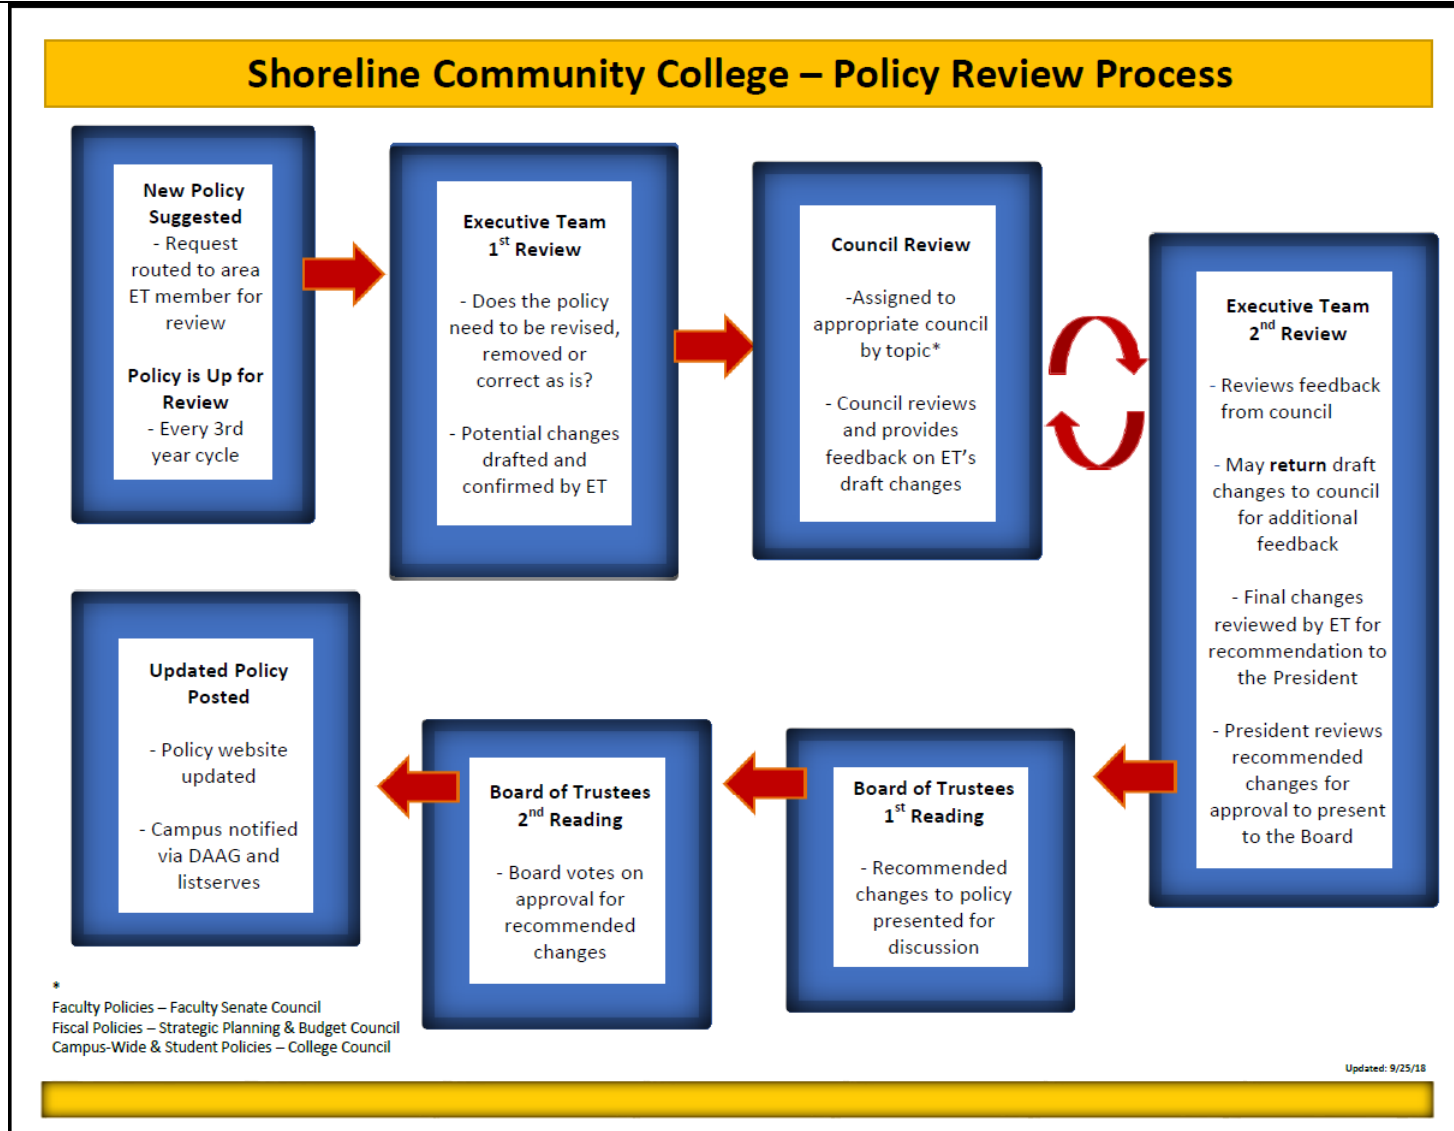 Shoreline Community College – Policy Review Process
New Policy
Suggested
- Request
routed to area
ET member for
review
Policy is Up for
Review
- Every 3rd
year cycle
Executive Team
1st Review
- Does the policy
need to be revised,
removed or
correct as is?
- Potential changes
drafted and
confirmed by ET
Council Review
-Assigned to
appropriate council
by topic*
- Council reviews
and provides
feedback on ET’s
draft changes
Executive Team
2nd Review
- Reviews feedback
from council
- May return draft
changes to council
for additional
feedback
- Final changes
reviewed by ET for
recommendation to
the President
- President reviews
recommended
changes for
approval to present
to the Board
Board of Trustees
1st Reading
- Recommended
changes to policy
presented for
discussion
Board of Trustees
2nd Reading
- Board votes on
approval for
recommended
changes
Updated Policy
Posted
- Policy website
updated
- Campus notified
via DAAG and
listserves
*
Faculty Policies – Faculty Senate Council
Fiscal Policies – Strategic Planning & Budget Council
Campus-Wide & Student Policies – College Council
Updated: 9/25/18